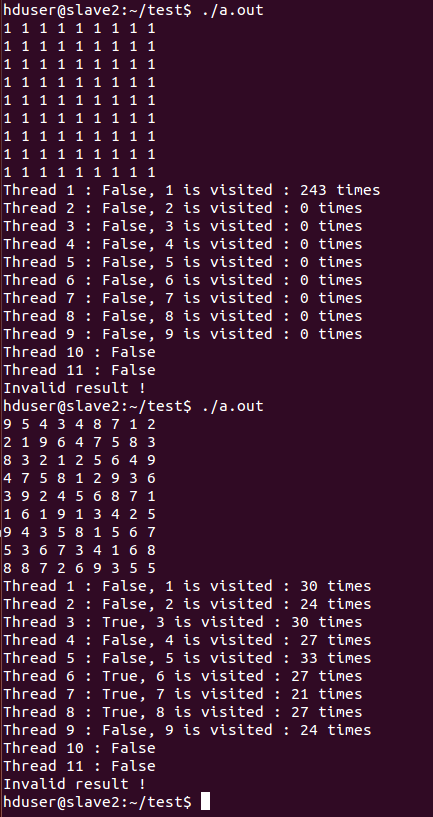 hduser@slave2:~/test$ ./a.out
1 1 1 1 1 1 1 1 1
1 1 1 1 1 1 1 1 1
1 1 1 1 1 1 1 1 1
1 1 1 1 1 1 1 1 1
1 1 1 1 1 1 1 1 1
1 1 1 1 1 1 1 1 1
1 1 1 1 1 1 1 1 1
1 1 1 1 1 1 1 1 1
1 1 1 1 1 1 1 1 1
Thread 1 : False, 1 is visited : 243 times
Thread 2 : False, 2 is visited : 0 times
Thread 3 : False, 3 is visited : 0 times
Thread 4 : False, 4 is visited : 0 times
Thread 5 : False, 5 is visited : 0 times
Thread 6 : False, 6 is visited : 0 times
Thread 7 : False, 7 is visited : 0 times
Thread 8 : False, 8 is visited : 0 times
Thread 9 : False, 9 is visited : 0 times
Thread 10 : False
Thread 11 : False
Invalid result !
hduser@slave2:~/test$ ./a.out
9 5 4 3 4 8 7 1 2
2 1 9 6 4 7 5 8 3
8 3 2 1 2 5 6 4 9
4 7 5 8 1 2 9 3 6
3 9 2 4 5 6 8 7 1
1 6 1 9 1 3 4 2 5
9 4 3 5 8 1 5 6 7
5 3 6 7 3 4 1 6 8
8 8 7 2 6 9 3 5 5
Thread 1 : False, 1 is visited : 30 times
Thread 2 : False, 2 is visited : 24 times
Thread 3 : True, 3 is visited : 30 times
Thread 4 : False, 4 is visited : 27 times
Thread 5 : False, 5 is visited : 33 times
Thread 6 : True, 6 is visited : 27 times
Thread 7 : True, 7 is visited : 21 times
Thread 8 : True, 8 is visited : 27 times
Thread 9 : False, 9 is visited : 24 times
Thread 10 : False
Thread 11 : False
Invalid result !
hduser@slave2:~/test$